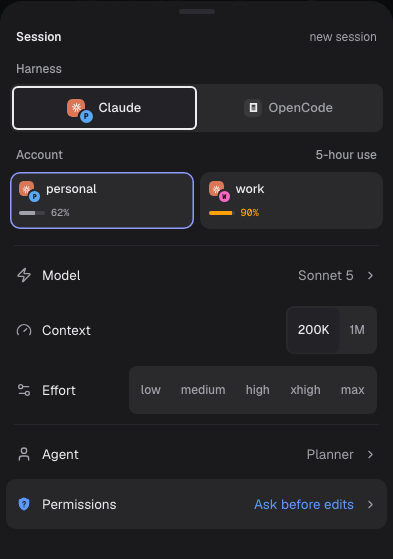 Session new session
Harness
P Claude OpenCode
Account 5-hour use
P personal W work
62% 90%
Model Sonnet 5
Context 200K 1M
Effort low medium high xhigh max
Agent Planner
? Permissions Ask before edits